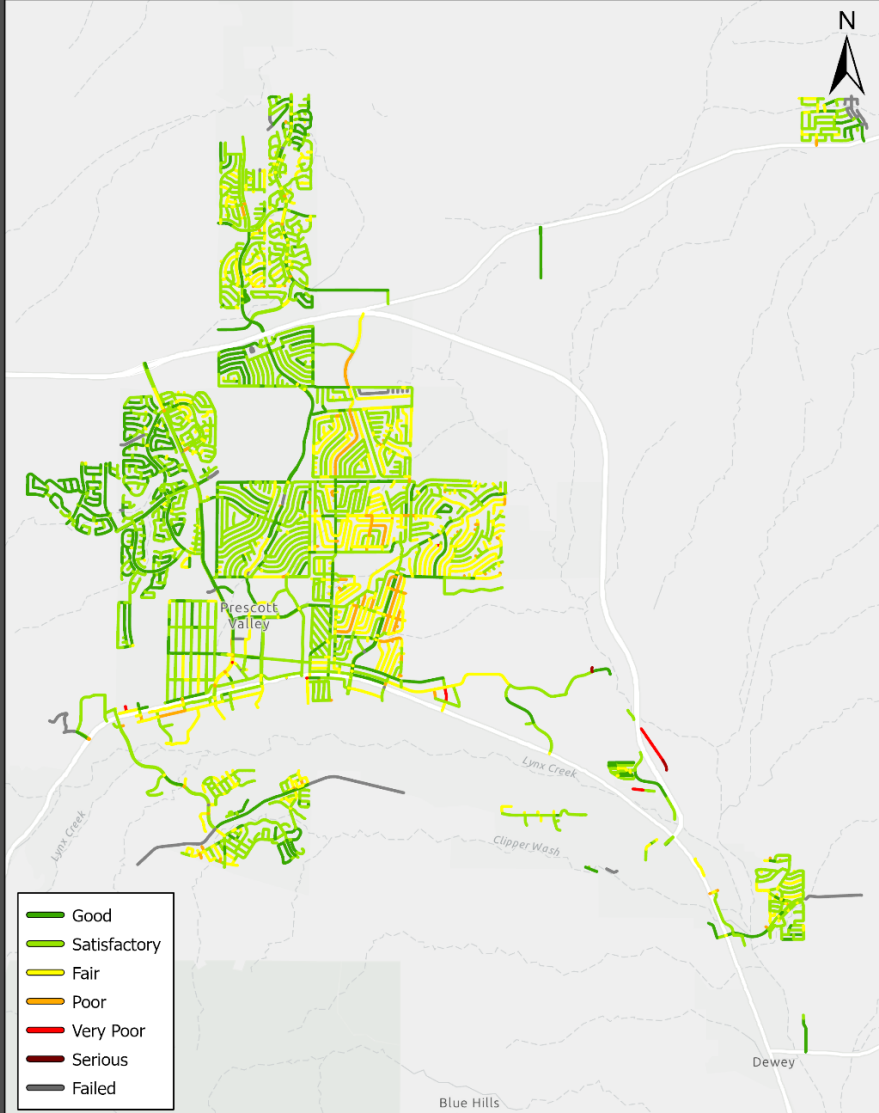 N
Prescott
Valley
Lynx Creek
Lynx Creek
Clipper Wash
Good
Satisfactory
Fair
Poor
Very Poor
Serious
Failed
Dewey
Blue Hills